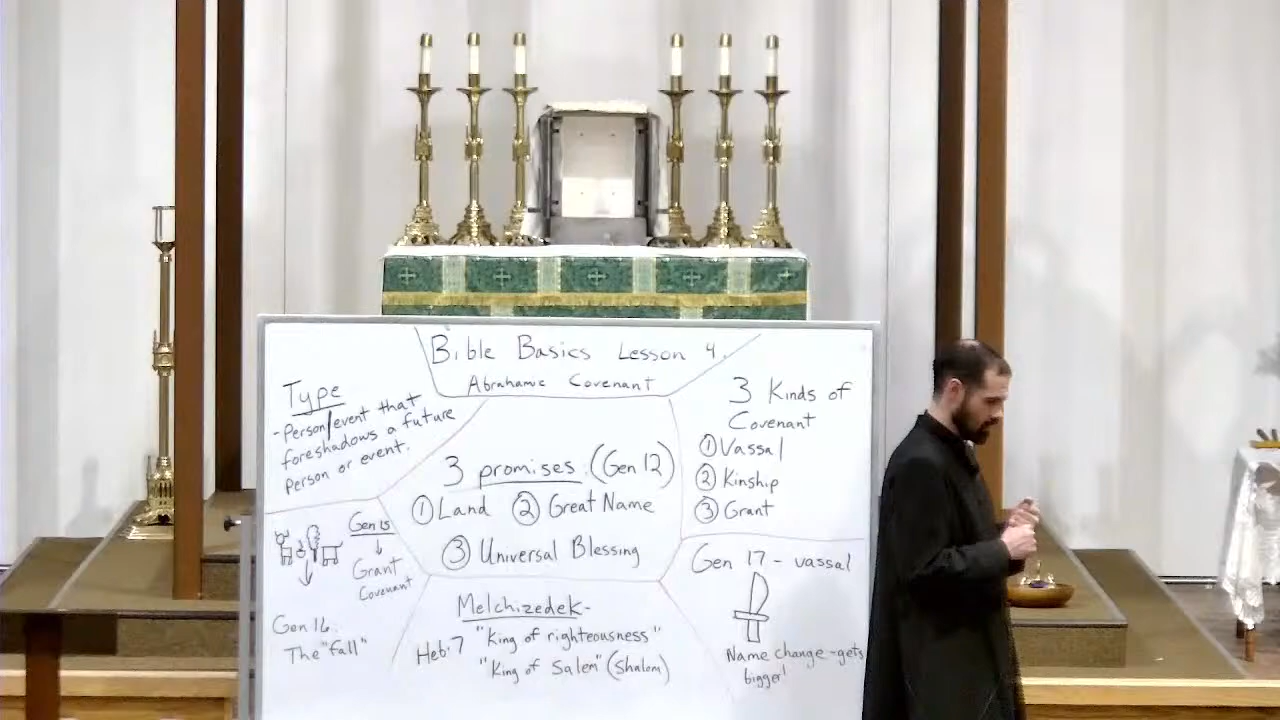 Bible Basics Lesson 4.
Abrahamic Covenant
Type
- Person/event that
foreshadows a future
person or event.
3 promises: (Gen 12)
① Land ② Great Name
③ Universal Blessing
3 Kinds of
Covenant
① Vassal
② Kinship
③ Grant
Gen 15
Grant
Covenant
Gen 16.
The "fall"
Melchizedek-
Heb. 7 "King of righteousness"
"King of Salem" (Shalom)
Gen 17 - vassal
Name change - gets
bigger!